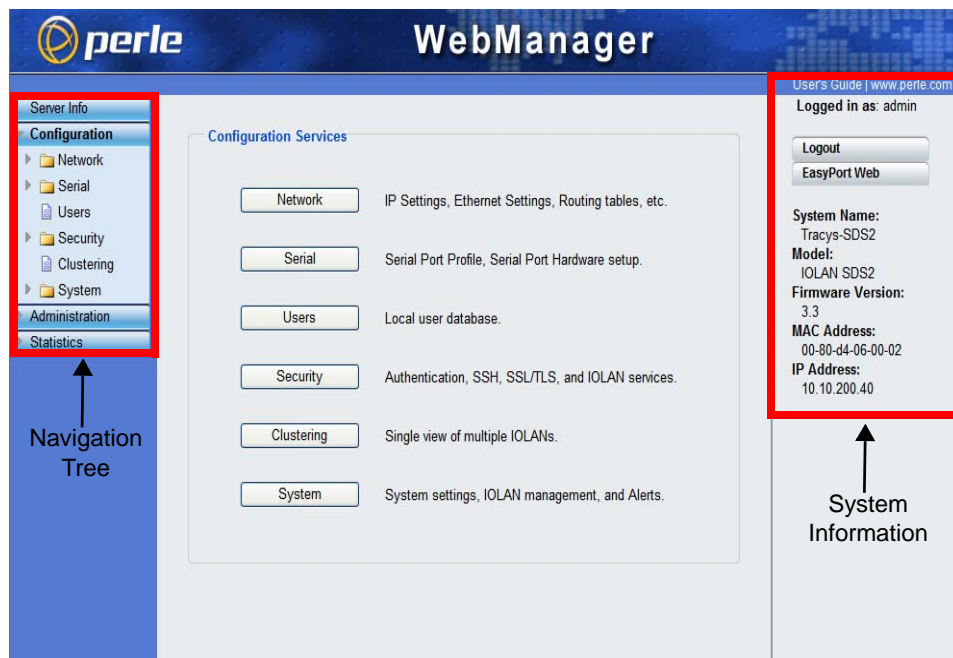 perle
WebManager
User's Guide | www.perle.com
Server Info
Configuration
Network
Serial
Users
Security
Clustering
System
Administration
Statistics
Navigation
Tree
Configuration Services
Network IP Settings, Ethernet Settings, Routing tables, etc.
Serial Serial Port Profile, Serial Port Hardware setup.
Users Local user database.
Security Authentication, SSH, SSL/TLS, and IOLAN services.
Clustering Single view of multiple IOLANs.
System System settings, IOLAN management, and Alerts.
Logged in as: admin
Logout
EasyPort Web
System Name:
Tracys-SDS2
Model:
IOLAN SDS2
Firmware Version:
3.3
MAC Address:
00-80-d4-06-00-02
IP Address:
10.10.200.40
System
Information